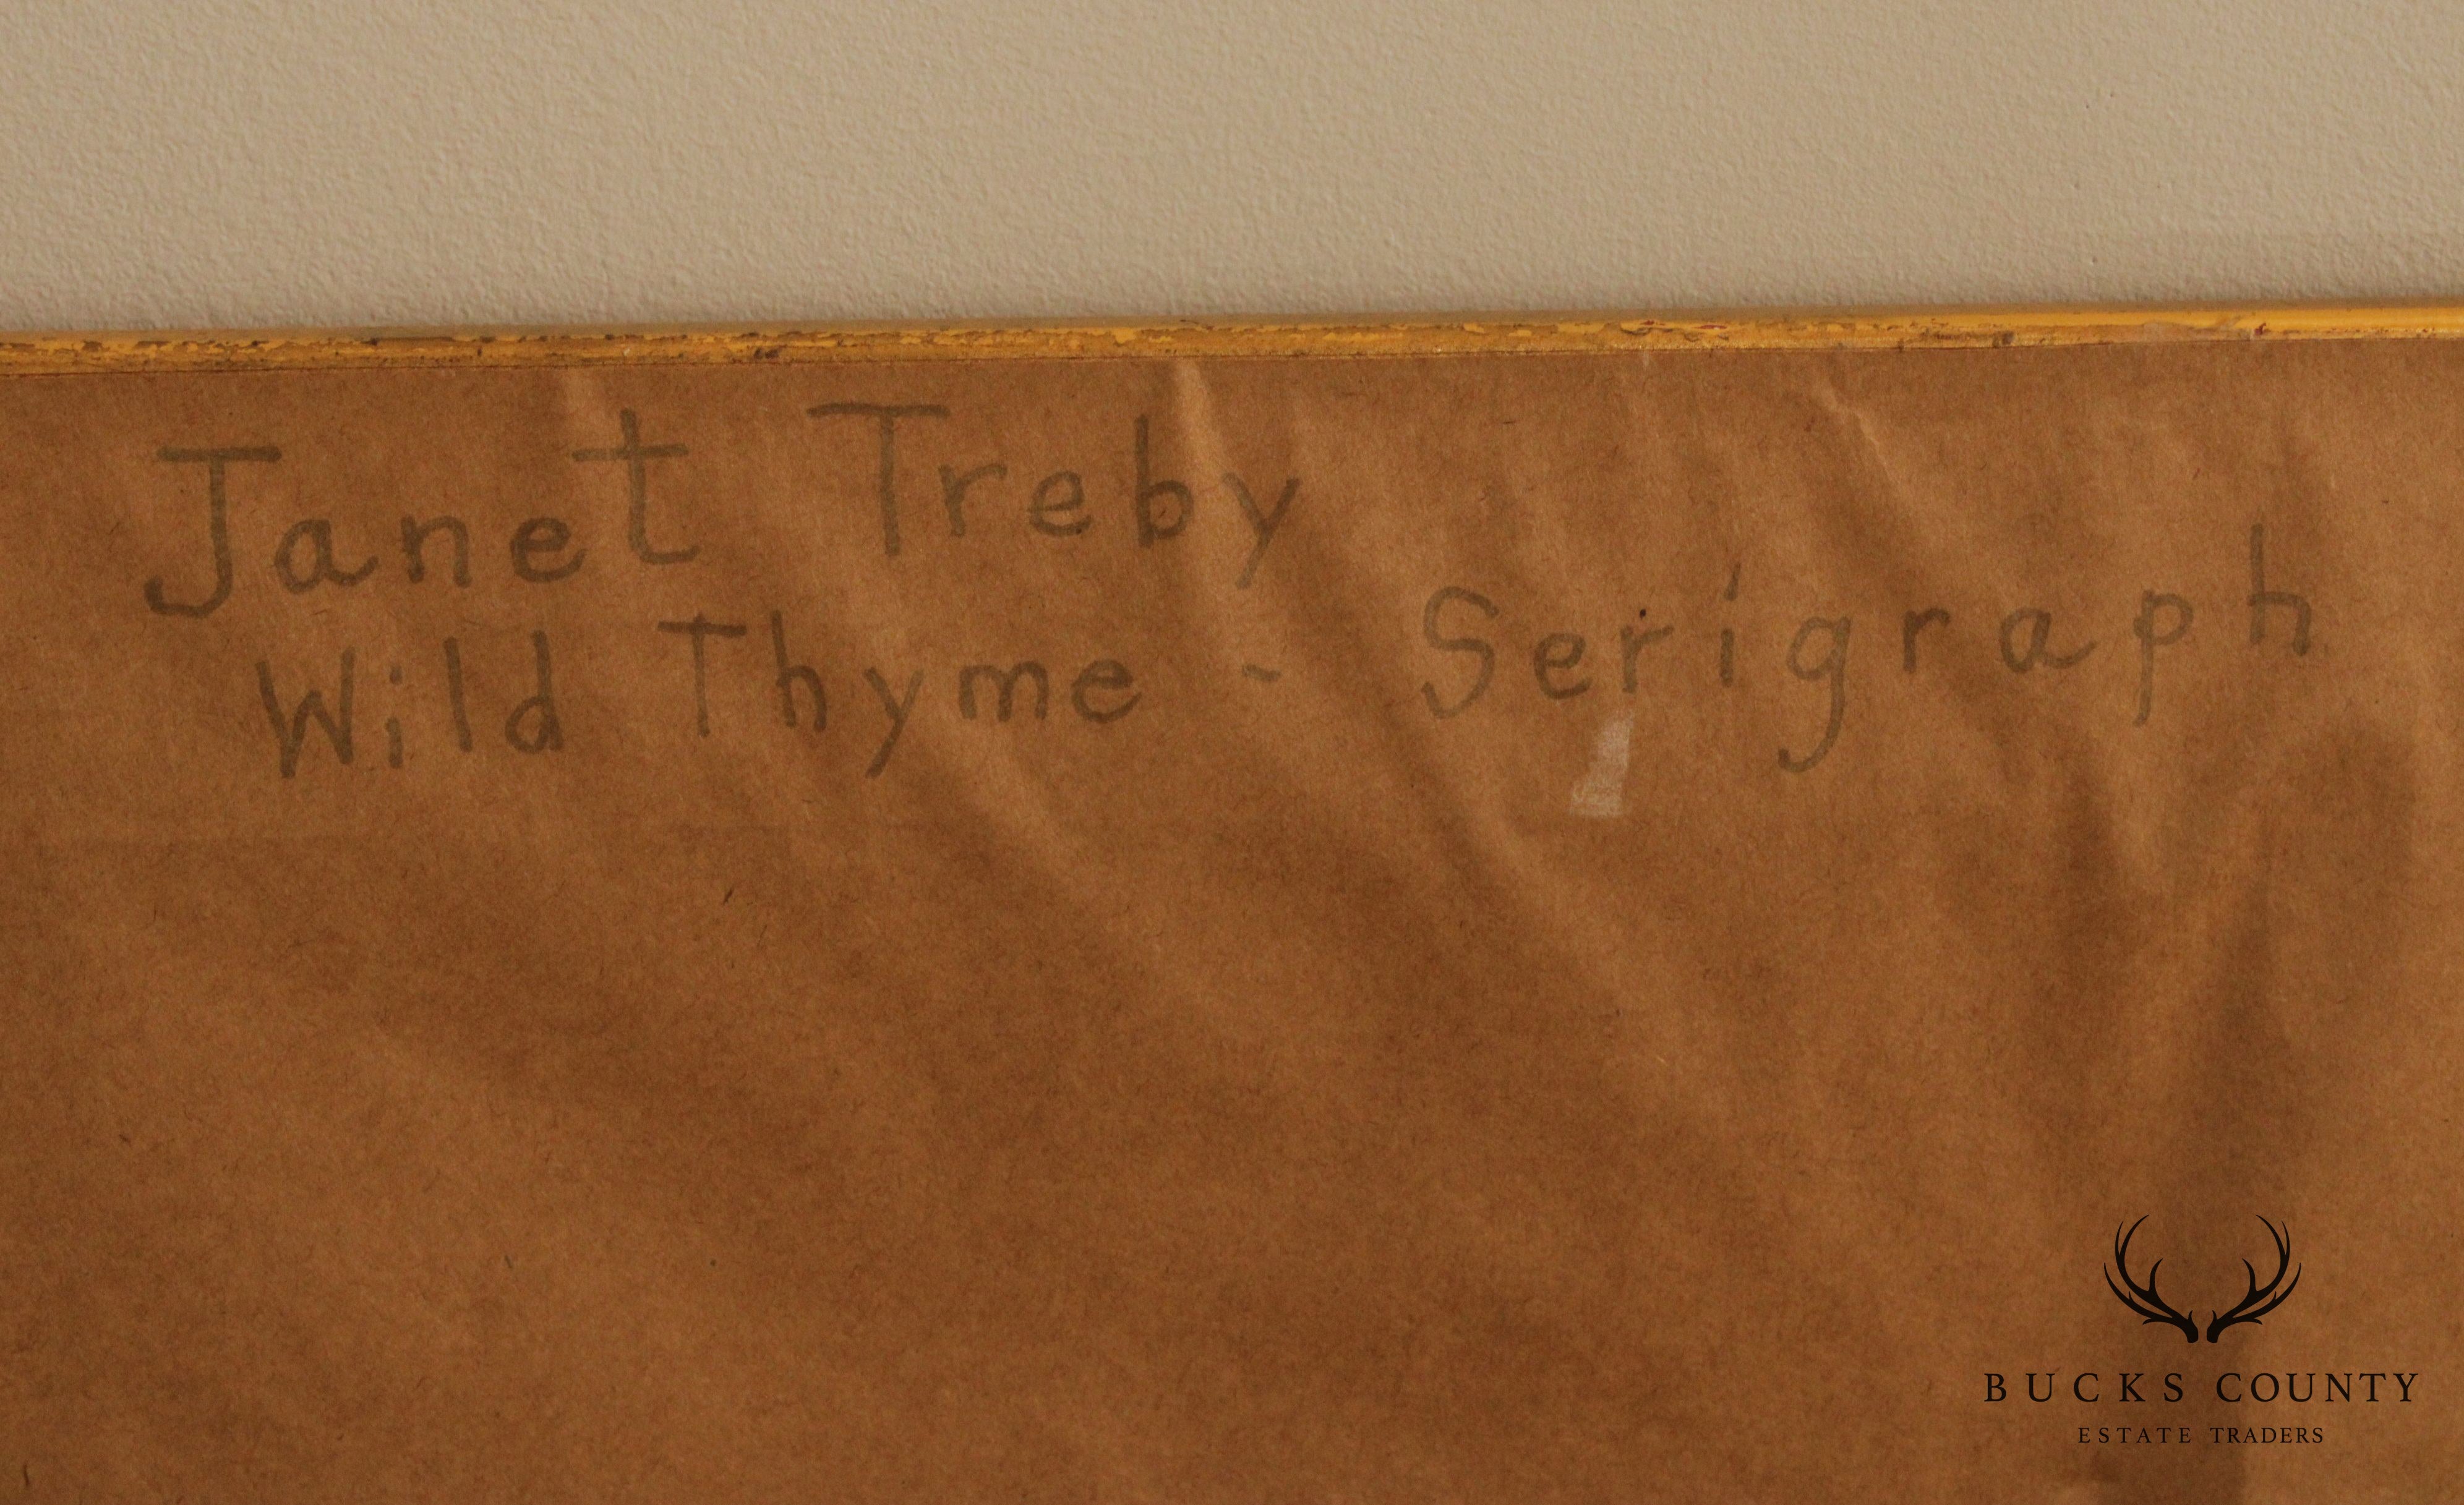 Janet Treby
Wild Thyme - Serigraph
BUCKS COUNTY
ESTATE TRADERS